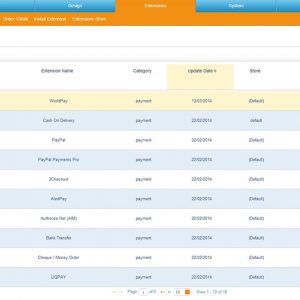 Design Extensions System
Order Totals Install Extension Extensions Store
Extension Name Category Update Date Store
WorldPay payment 13/03/2014 (Default)
Cash On Delivery payment 22/02/2014 default
PayPal payment 22/02/2014 (Default)
PayPal Payments Pro payment 22/02/2014 (Default)
2Checkout payment 22/02/2014 (Default)
AlertPay payment 22/02/2014 (Default)
Authorize.Net (AIM) payment 22/02/2014 (Default)
Bank Transfer payment 22/02/2014 (Default)
Cheque / Money Order payment 22/02/2014 (Default)
LIQPAY payment 22/02/2014 (Default)
Page 1 of 2 10 View 1 - 10 of